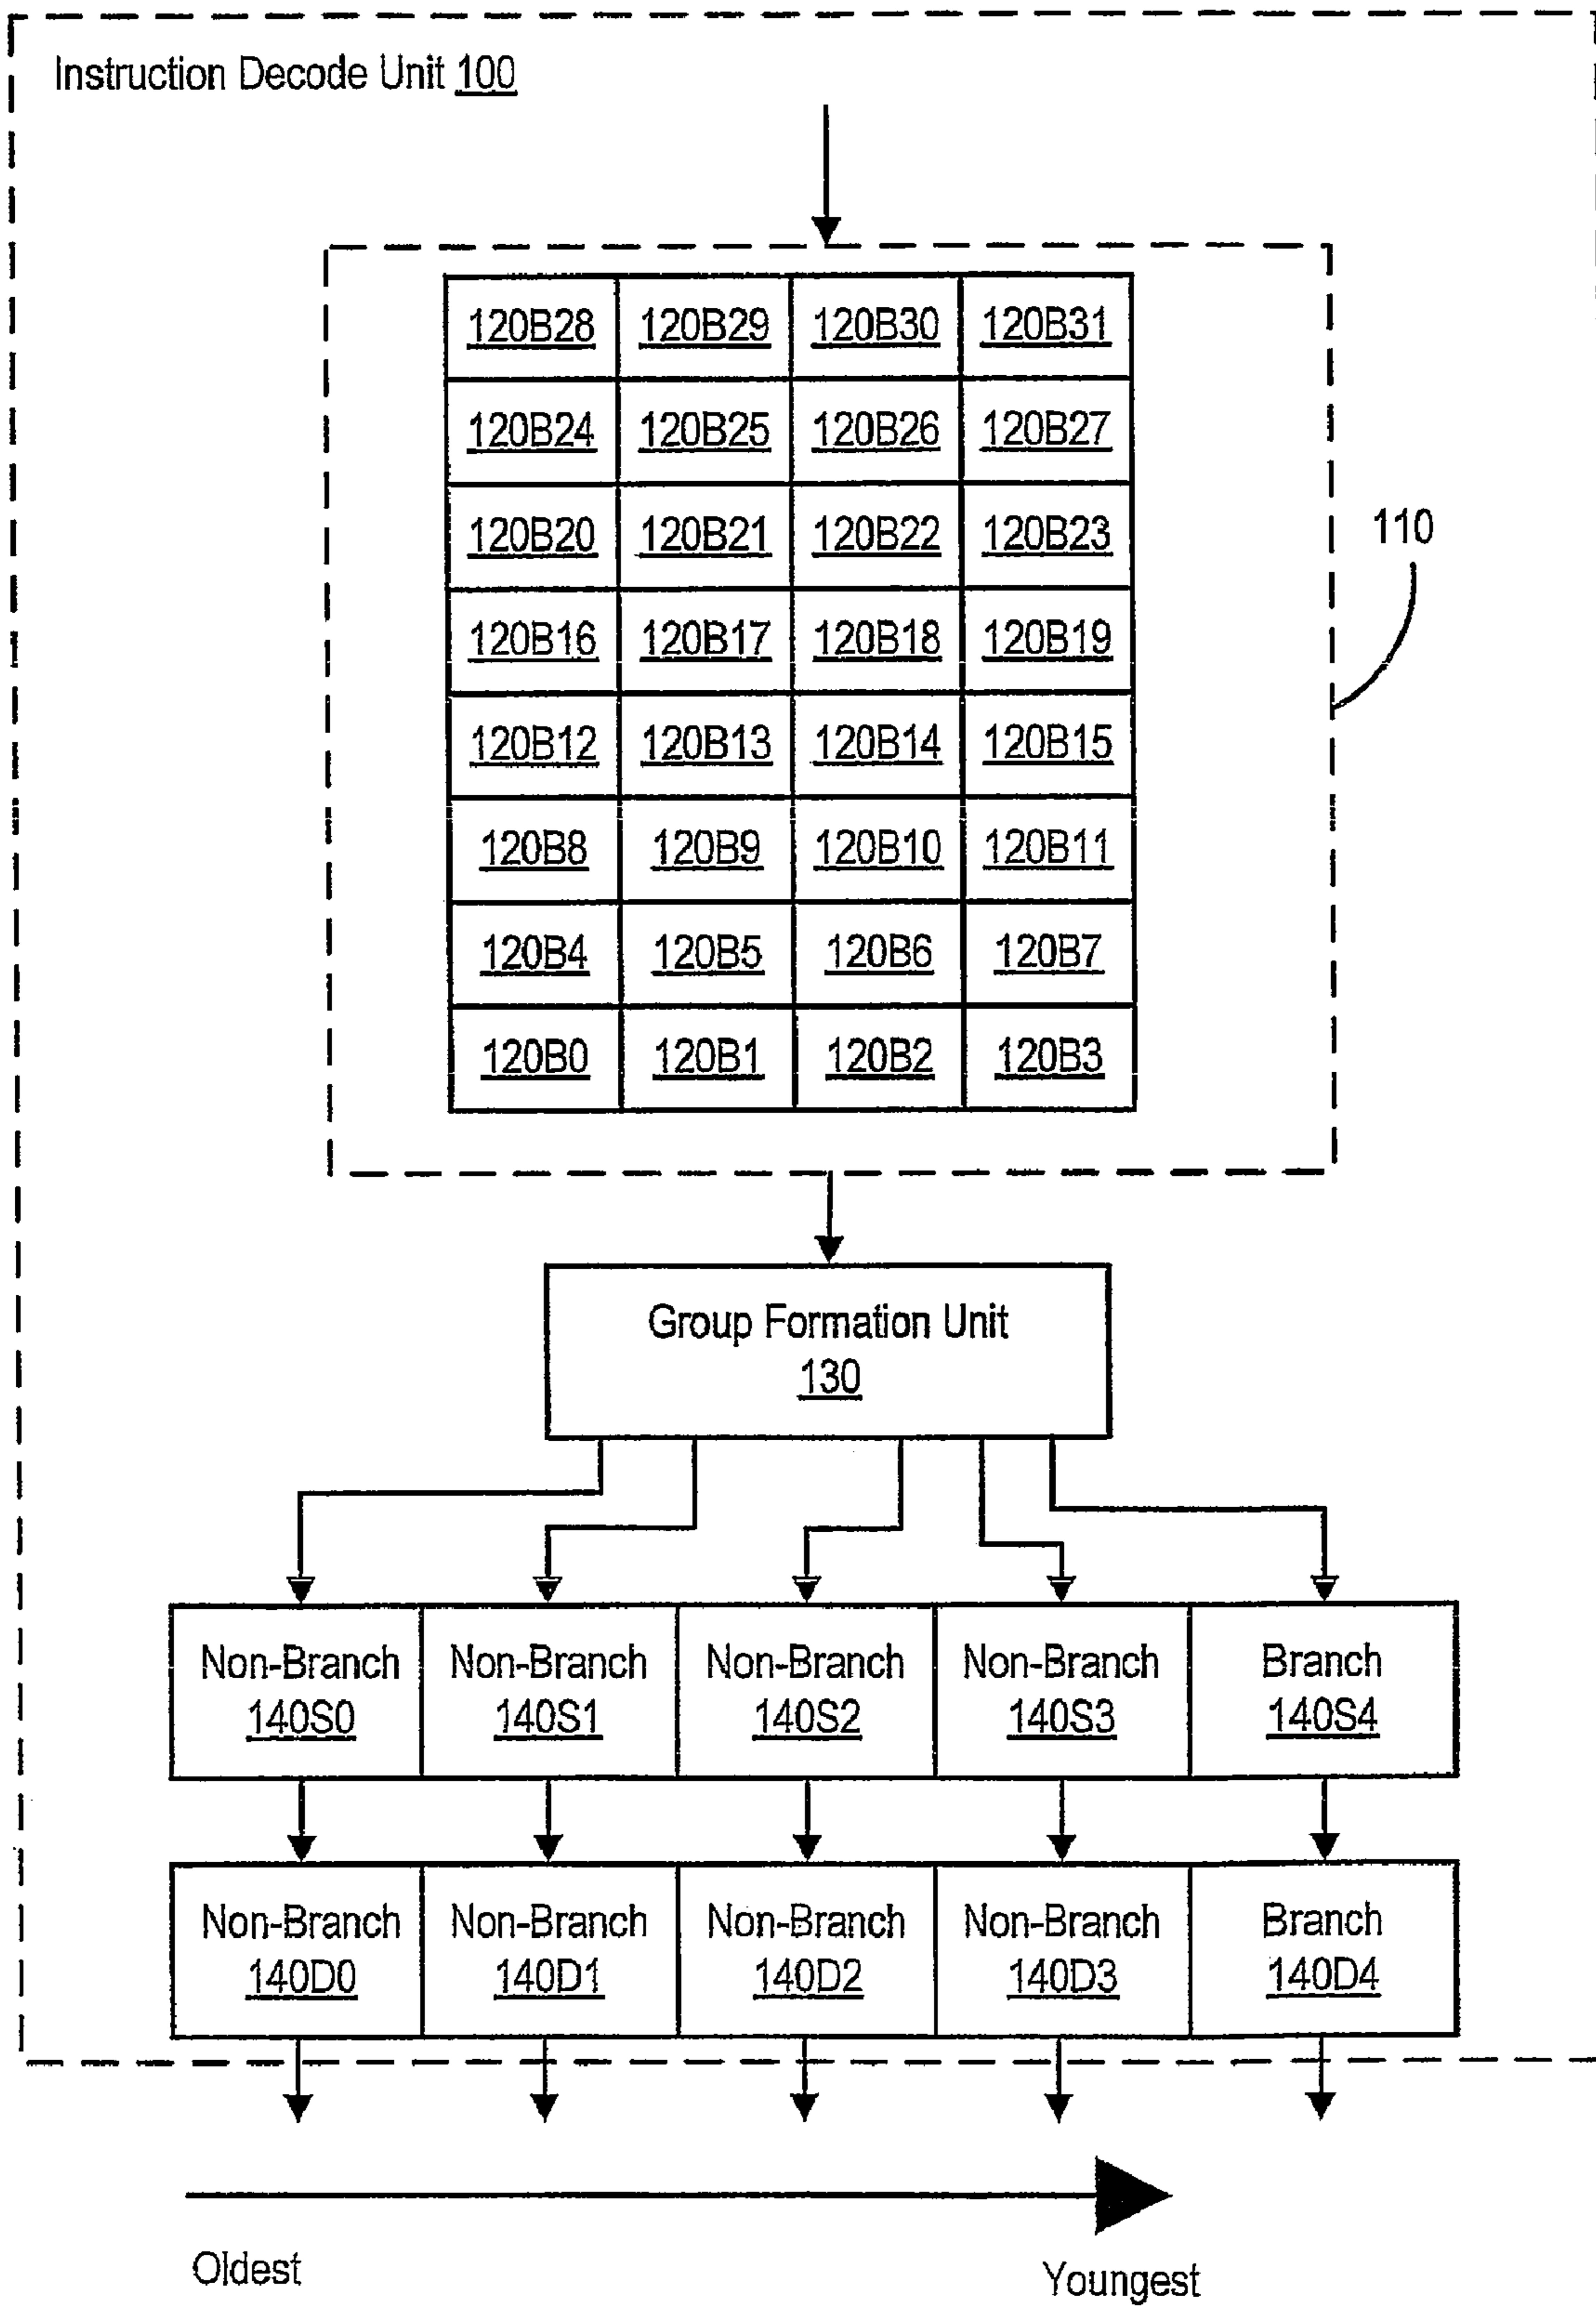 Instruction Decode Unit 100
120B28 120B29 120B30 120B31
120B24 120B25 120B26 120B27
120B20 120B21 120B22 120B23
110
120B16 120B17 120B18 120B19
120B12 120B13 120B14 120B15
120B8 120B9 120B10 120B11
120B4 120B5 120B6 120B7
120B0 120B1 120B2 120B3
Group Formation Unit
130
Non-Branch Non-Branch Non-Branch Non-Branch Branch
140S0 140S1 140S2 140S3 140S4
Non-Branch Non-Branch Non-Branch Non-Branch Branch
140D0 140D1 140D2 140D3 140D4
Oldest Youngest